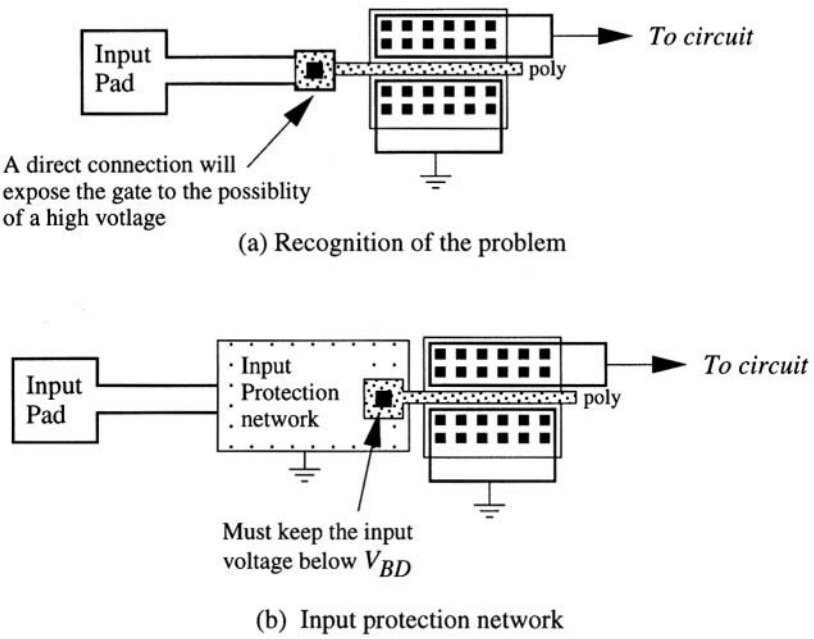 Input
Pad
To circuit
poly
A direct connection will
expose the gate to the possiblity
of a high votlage
(a) Recognition of the problem
Input
Pad
Input
Protection
network
To circuit
poly
Must keep the input
voltage below V_BD
(b) Input protection network